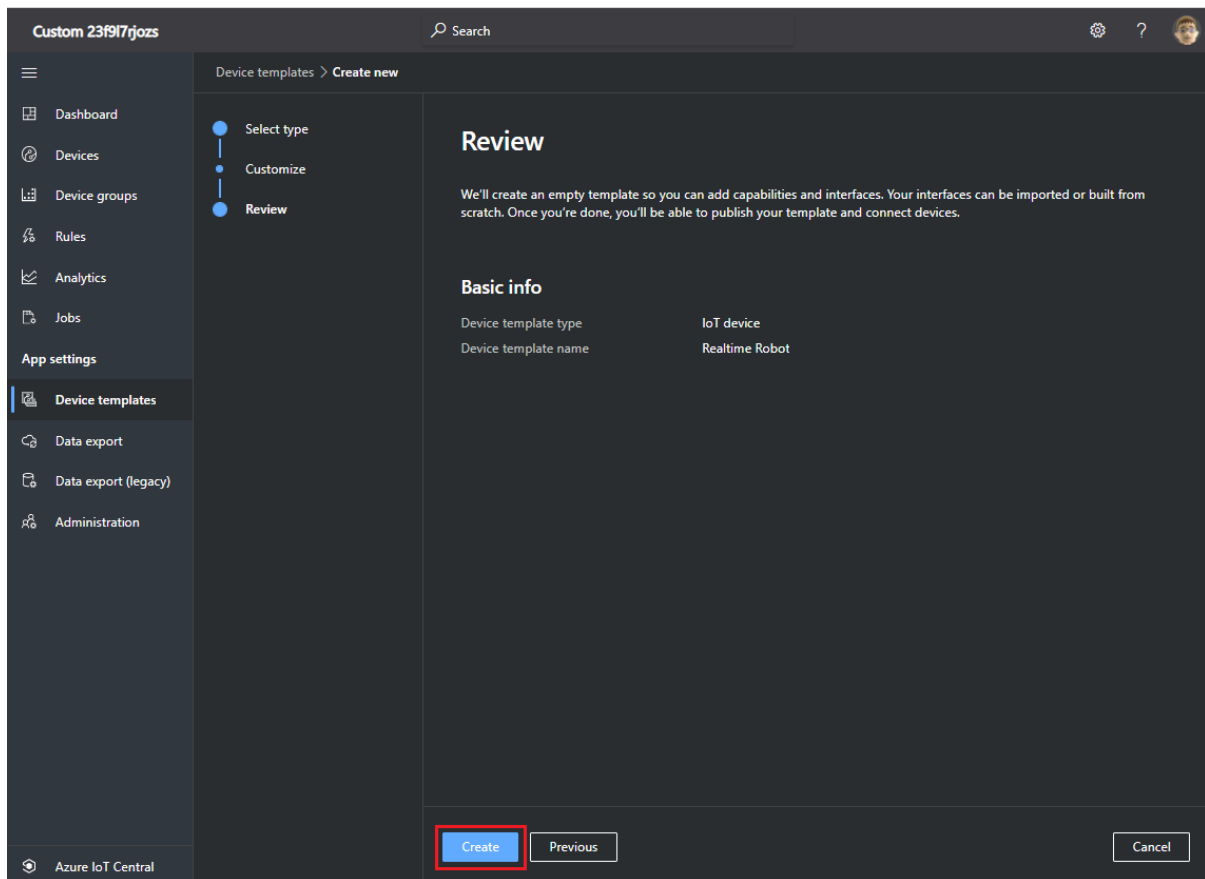 Custom 23f9l7rjozs
Search
?
Device templates > Create new
Dashboard
Devices
Device groups
Rules
Analytics
Jobs
App settings
Device templates
Data export
Data export (legacy)
Administration
Azure IoT Central
Select type
Customize
Review
Review
We'll create an empty template so you can add capabilities and interfaces. Your interfaces can be imported or built from
scratch. Once you're done, you'll be able to publish your template and connect devices.
Basic info
Device template type IoT device
Device template name Realtime Robot
Create Previous Cancel